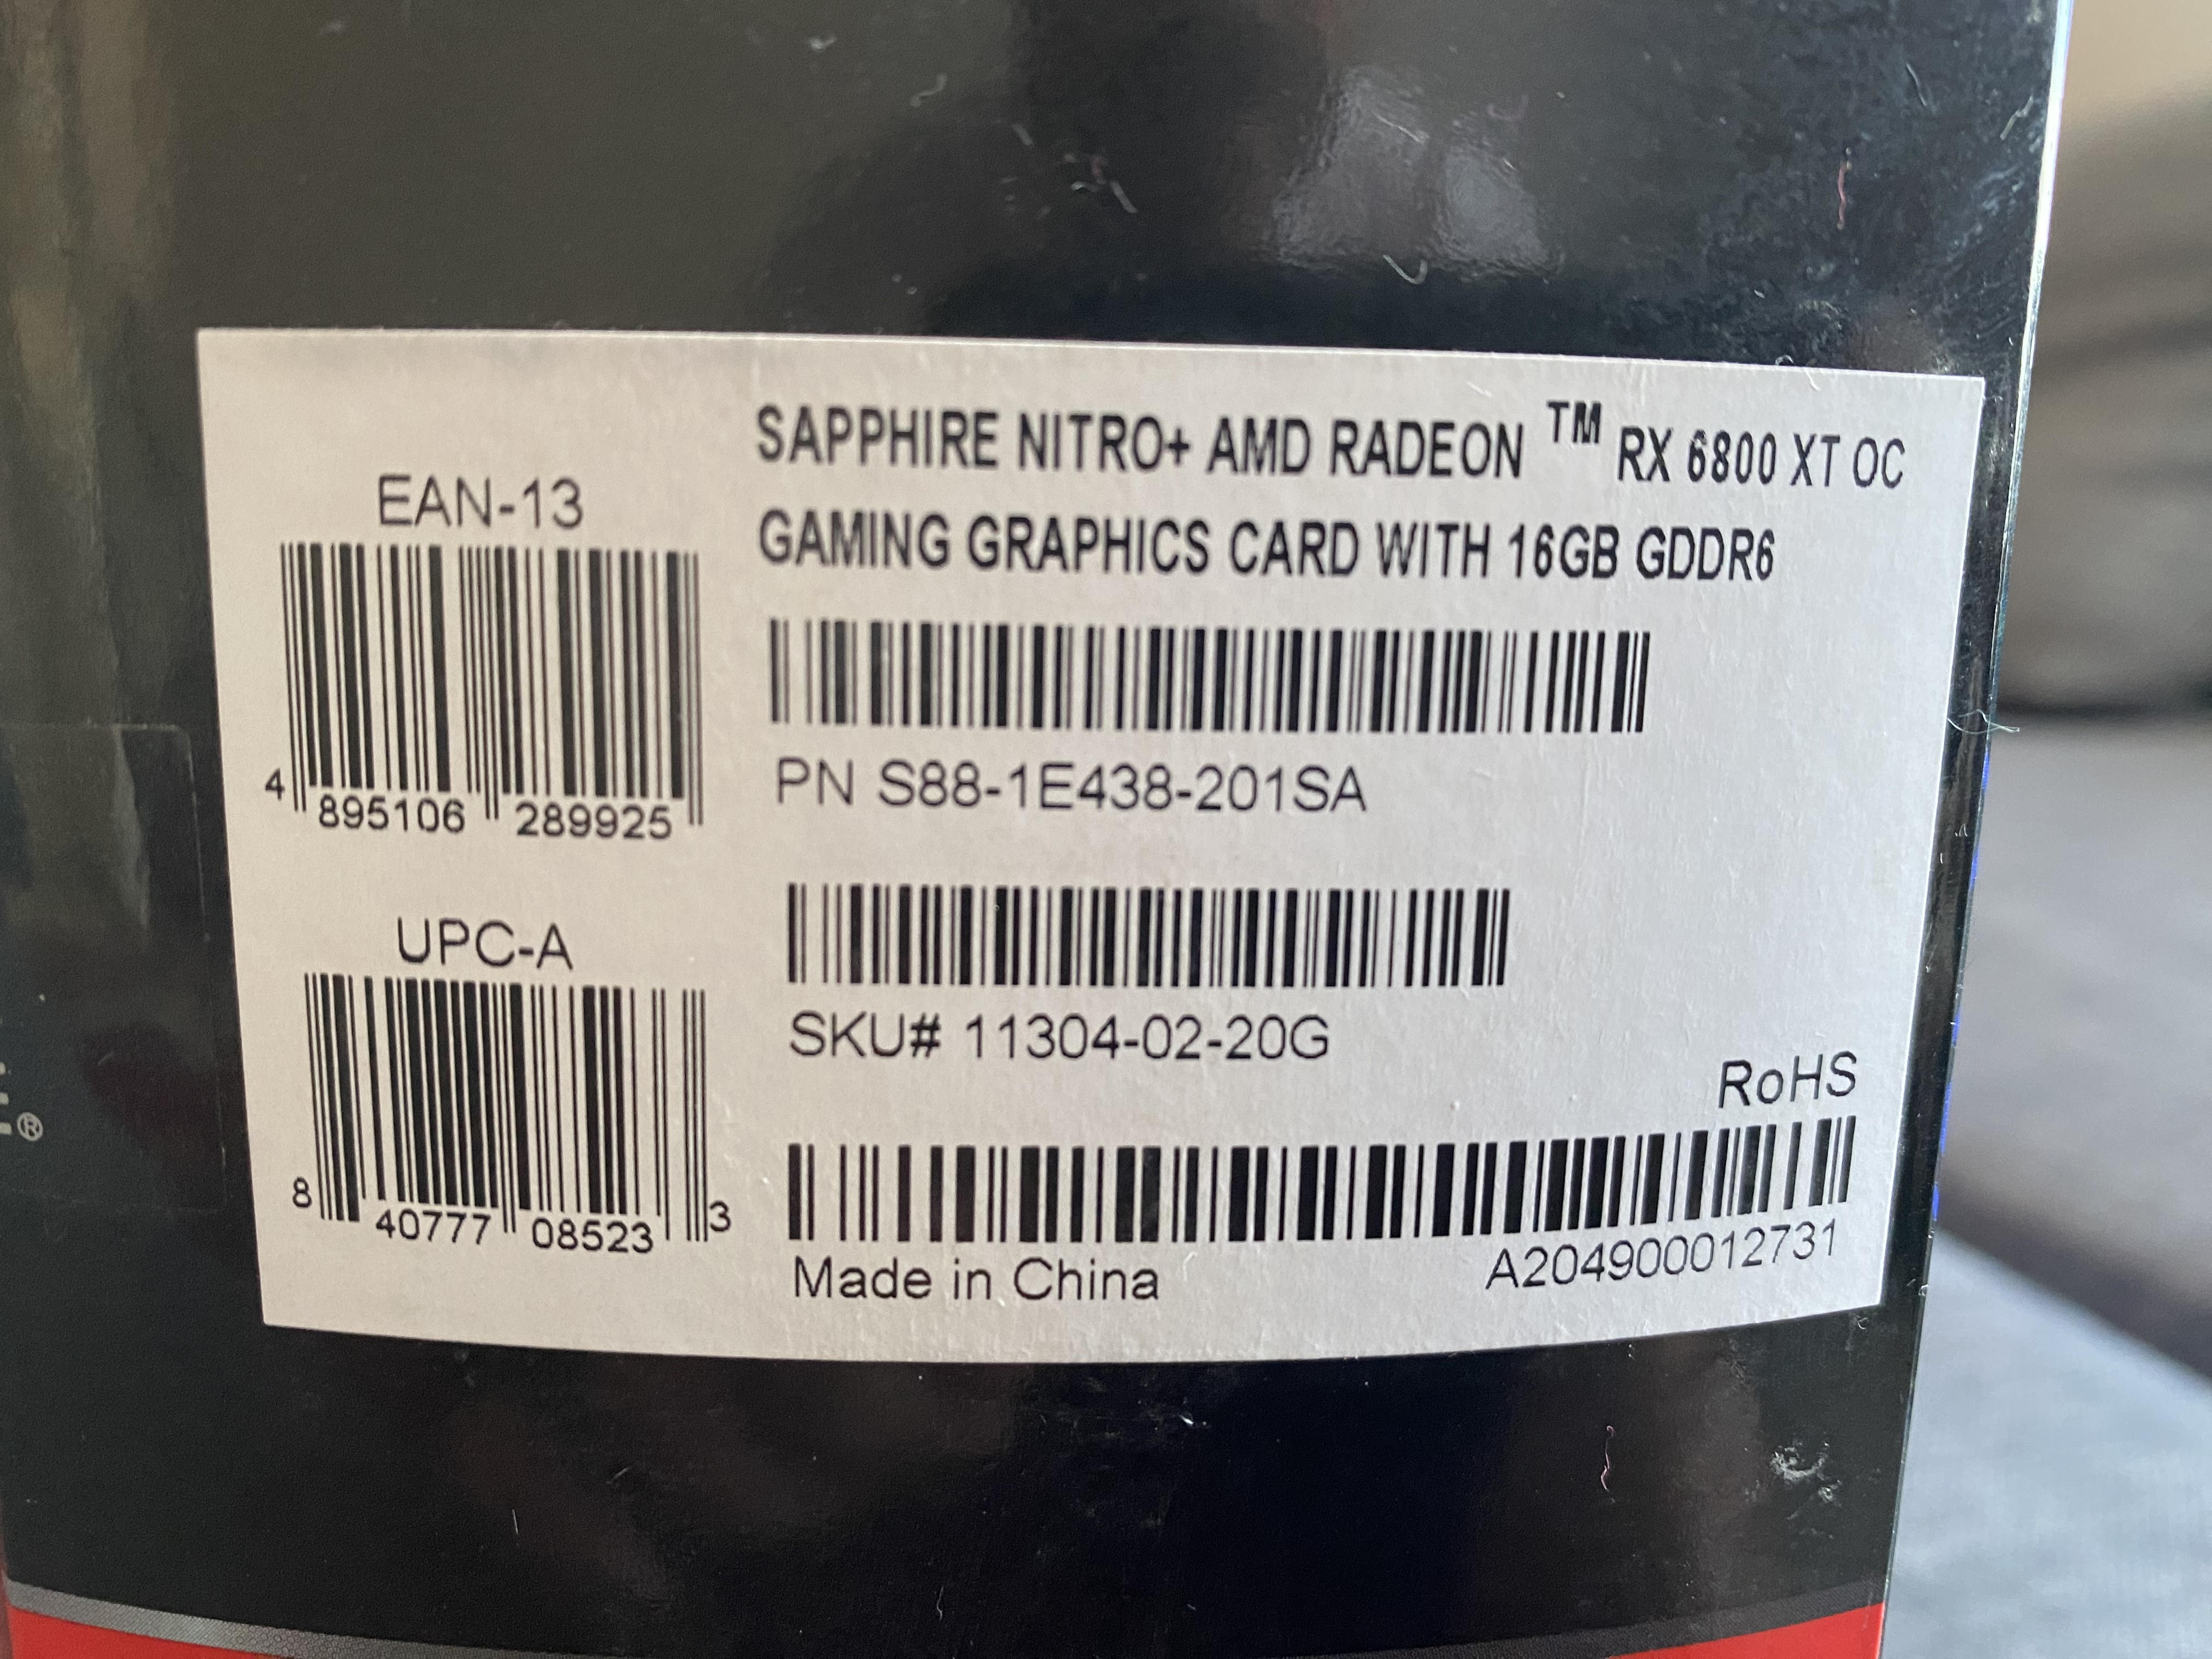 SAPPHIRE NITRO+ AMD RADEON ™ RX 6800 XT OC
GAMING GRAPHICS CARD WITH 16GB GDDR6
EAN-13
4 895106 289925
PN S88-1E438-201SA
UPC-A
8 40777 08523 3
SKU# 11304-02-20G
RoHS
Made in China
A204900012731
®